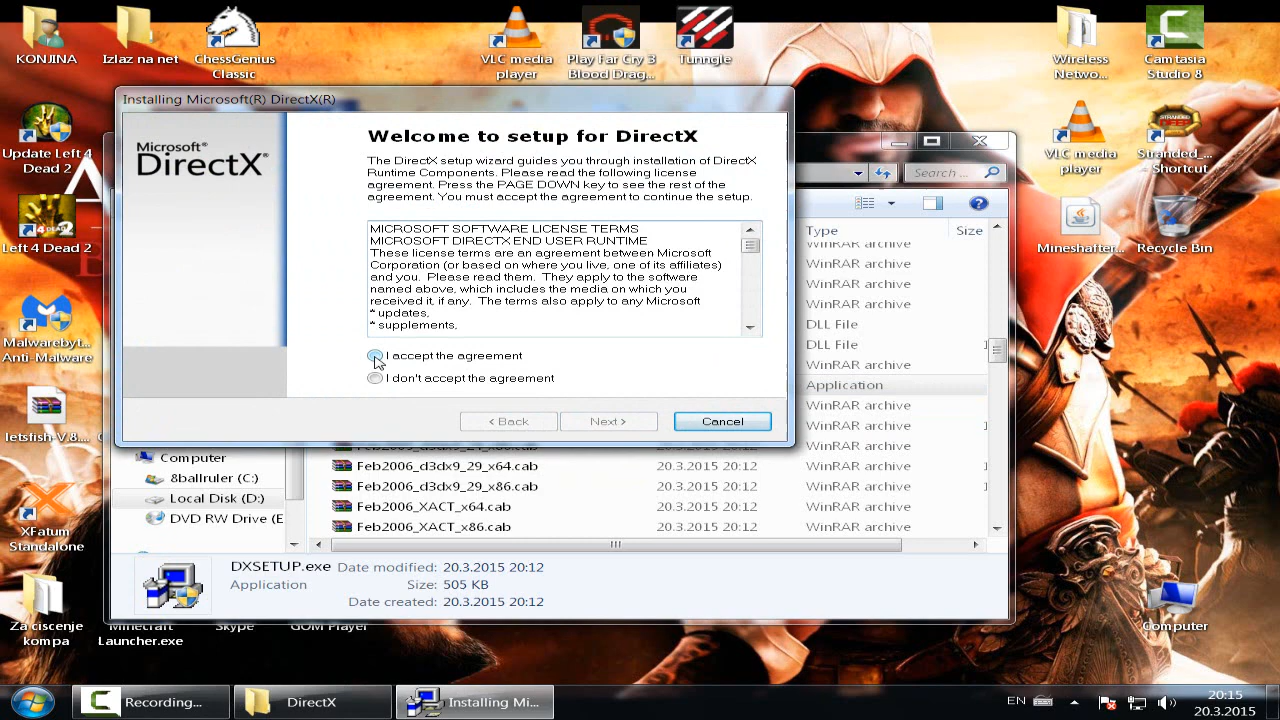 KONJINA
Izlaz na net
ChessGenius
Classic
VLC media
player
Play Far Cry 3
Blood Drag...
Tunngle
Wireless
Netwo...
Camtasia
Studio 8
Update Left 4
Dead 2
Left 4 Dead 2
Malwarebyt...
Anti-Malware
letsfish-V.8....
XFatum
Standalone
Za ciscenje
kompa
VLC media
player
Stranded_...
- Shortcut
Mineshafter...
Recycle Bin
Computer
Installing Microsoft(R) DirectX(R)
Microsoft®
DirectX®
Welcome to setup for DirectX
The DirectX setup wizard guides you through installation of DirectX
Runtime Components. Please read the following license
agreement. Press the PAGE DOWN key to see the rest of the
agreement. You must accept the agreement to continue the setup.
MICROSOFT SOFTWARE LICENSE TERMS
MICROSOFT DIRECTX END USER RUNTIME
These license terms are an agreement between Microsoft
Corporation (or based on where you live, one of its affiliates)
and you. Please read them. They apply to the software
named above, which includes the media on which you
received it, if any. The terms also apply to any Microsoft
* updates,
* supplements,
I accept the agreement
I don't accept the agreement
< Back
Next >
Cancel
Search ...
Type
Size
WinRAR archive
WinRAR archive
WinRAR archive
WinRAR archive
DLL File
DLL File
WinRAR archive
Application
WinRAR archive
WinRAR archive
WinRAR archive
Computer
8ballruler (C:)
Local Disk (D:)
DVD RW Drive (E
Feb2006_d3dx9_29_x64.cab 20.3.2015 20:12 WinRAR archive
Feb2006_d3dx9_29_x86.cab 20.3.2015 20:12 WinRAR archive
Feb2006_XACT_x64.cab 20.3.2015 20:12 WinRAR archive
Feb2006_XACT_x86.cab 20.3.2015 20:12 WinRAR archive
DXSETUP.exe Date modified: 20.3.2015 20:12
Application Size: 505 KB
Date created: 20.3.2015 20:12
Minecraft
Launcher.exe
Skype
GOM Player
Recording...
DirectX
Installing Mi...
EN
20:15
20.3.2015